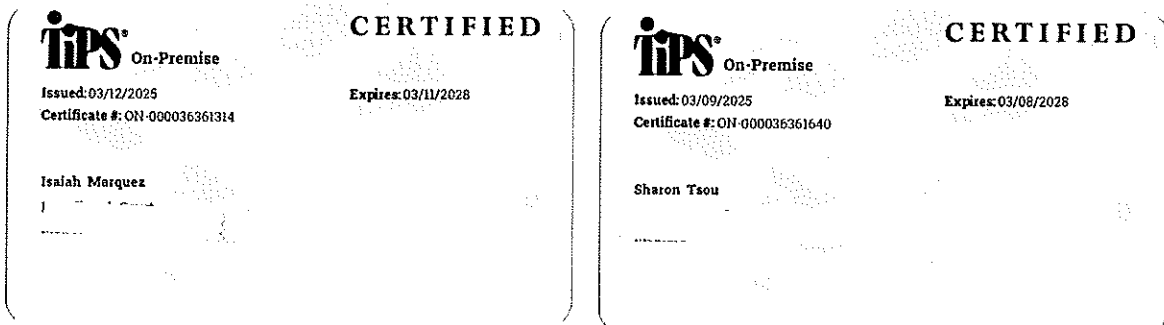 TiPS® On-Premise
CERTIFIED
Issued: 03/12/2025
Expires: 03/11/2028
Certificate #: ON-000036361314
Isaiah Marquez
TiPS® On-Premise
CERTIFIED
Issued: 03/09/2025
Expires: 03/08/2028
Certificate #: ON-000036361640
Sharon Tsou